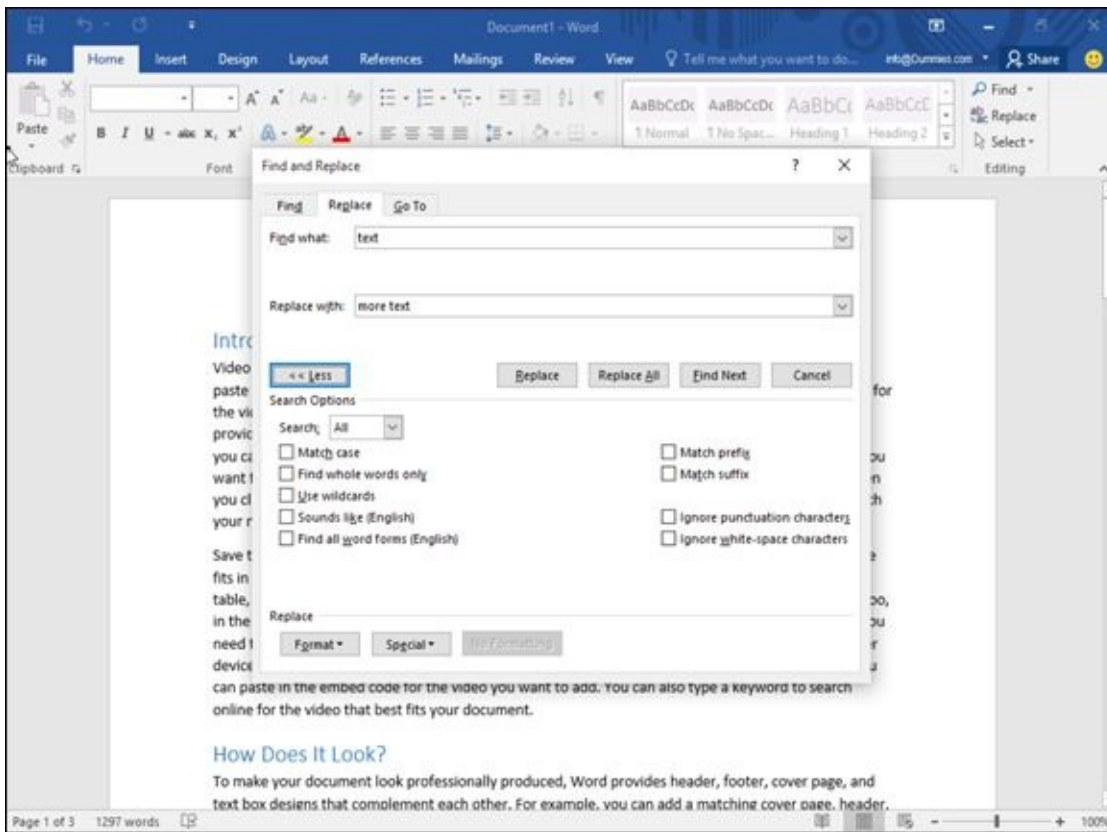 Document1 - Word
File Home Insert Design Layout References Mailings Review View Tell me what you want to do... info@Dummies.com Share
Paste
Clipboard
B I U abc X₂ X² A A A
A A Aa
Font
AaBbCcDc AaBbCcDc AaBbCc AaBbCcC
¶ Normal ¶ No Spac... Heading 1 Heading 2
Find
Replace
Select
Editing
Find and Replace ?
Find Replace Go To
Find what: text
Replace with: more text
<< Less Replace Replace All Find Next Cancel
Search Options
Search: All
Match case Match prefix
Find whole words only Match suffix
Use wildcards
Sounds like (English) Ignore punctuation characters
Find all word forms (English) Ignore white-space characters
Replace
Format Special No Formatting
Video
paste for
the
you
want
you
your
Save
fits in
table,
in the
need
can paste in the embed code for the video you want to add. You can also type a keyword to search
online for the video that best fits your document.
How Does It Look?
To make your document look professionally produced, Word provides header, footer, cover page, and
text box designs that complement each other. For example, you can add a matching cover page, header,
Page 1 of 3 1297 words 100%